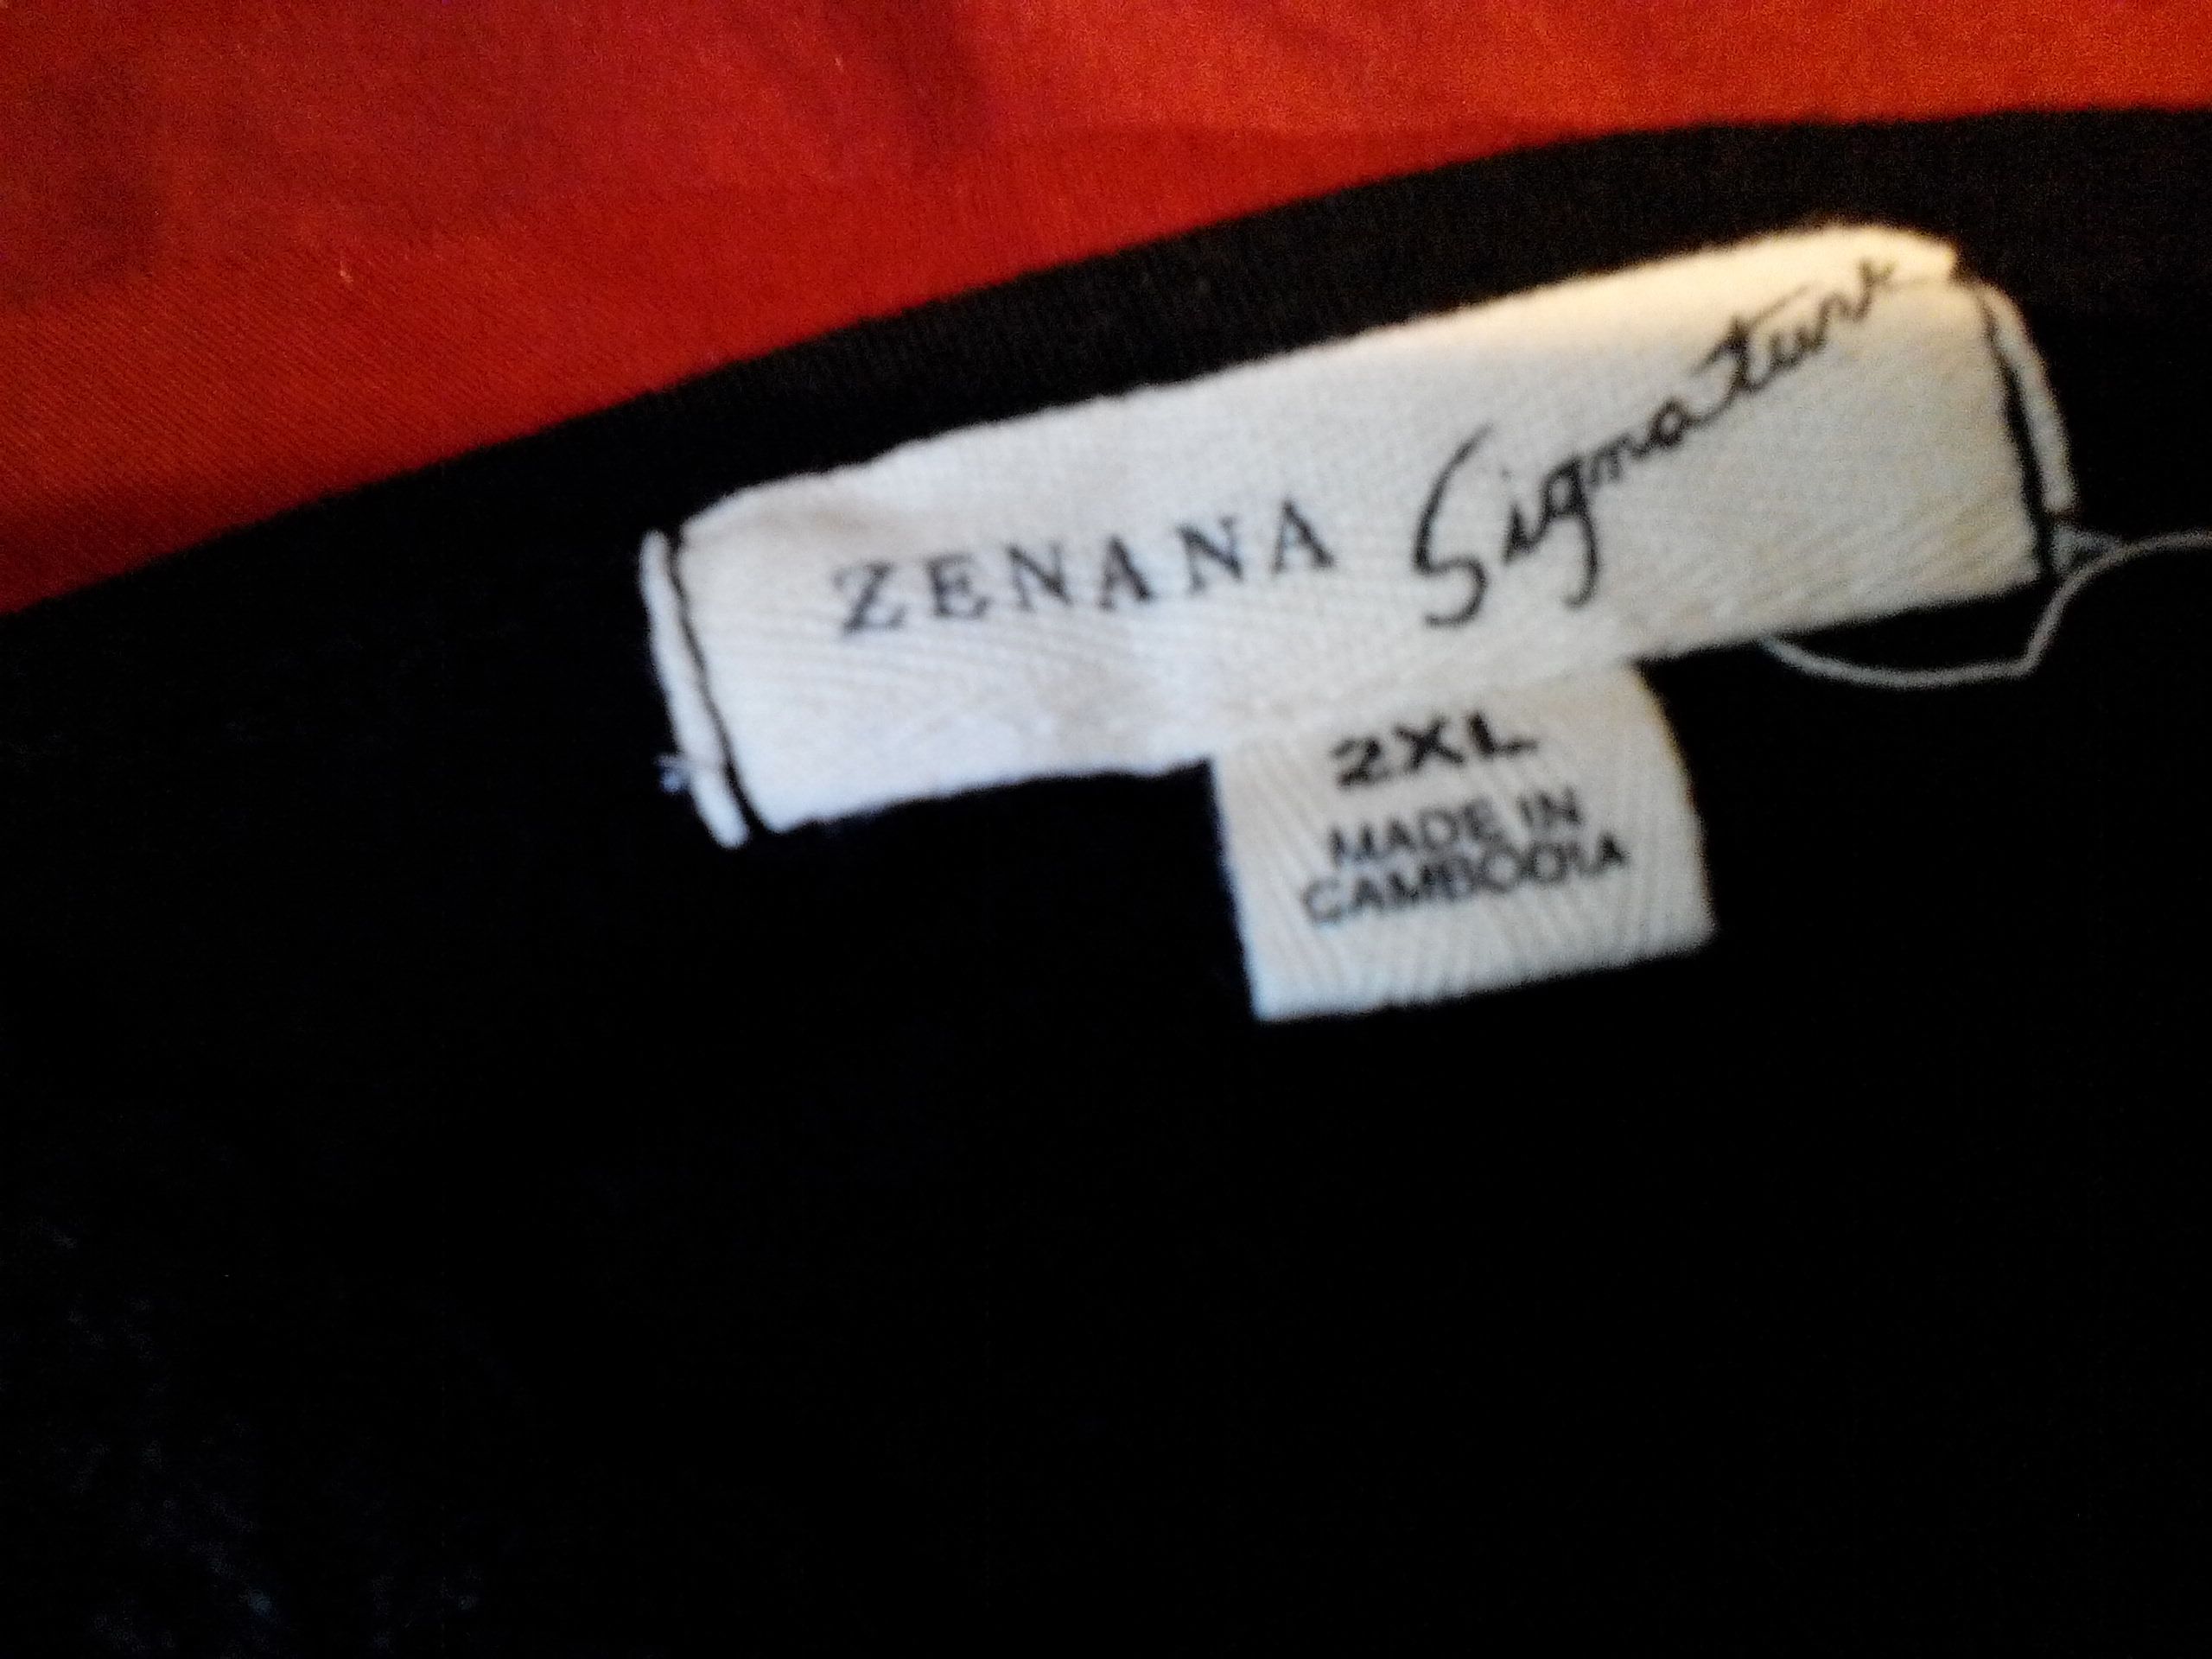 ZENANA Signature
2XL
MADE IN
CAMBODIA